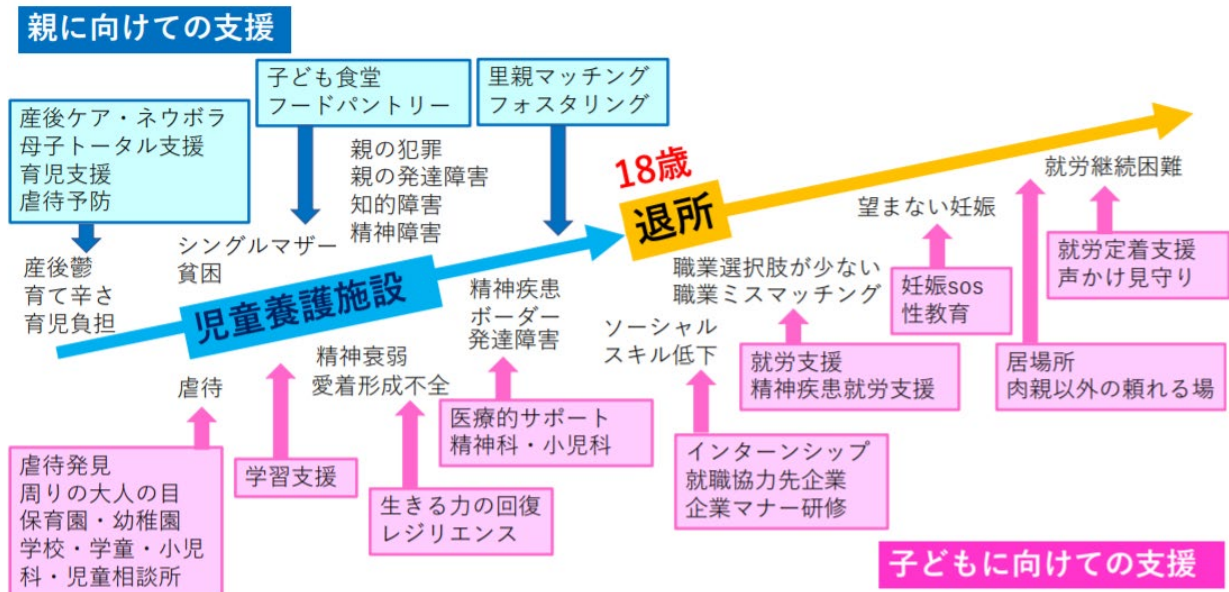 親に向けての支援
産後ケア・ネウボラ
母子トータル支援
育児支援
虐待予防
子ども食堂
フードパントリー
里親マッチング
フォスタリング
産後鬱
育て辛さ
育児負担
シングルマザー
貧困
親の犯罪
親の発達障害
知的障害
精神障害
児童養護施設
18歳
退所
虐待
精神衰弱
愛着形成不全
精神疾患
ボーダー
発達障害
ソーシャル
スキル低下
職業選択肢が少ない
職業ミスマッチング
望まない妊娠
就労継続困難
虐待発見
周りの大人の目
保育園・幼稚園
学校・学童・小児
科・児童相談所
学習支援
生きる力の回復
レジリエンス
医療的サポート
精神科・小児科
インターンシップ
就職協力先企業
企業マナー研修
就労支援
精神疾患就労支援
妊娠sos
性教育
居場所
肉親以外の頼れる場
就労定着支援
声かけ見守り
子どもに向けての支援